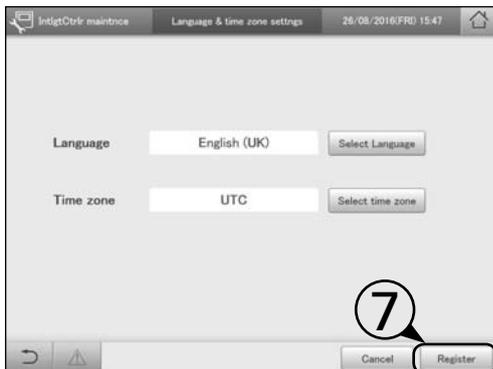 IntlgtCtrlr maintnce Language & time zone settngs 26/08/2016(FRI) 15:47
Language English (UK) Select Language
Time zone UTC Select time zone
7
Cancel Register